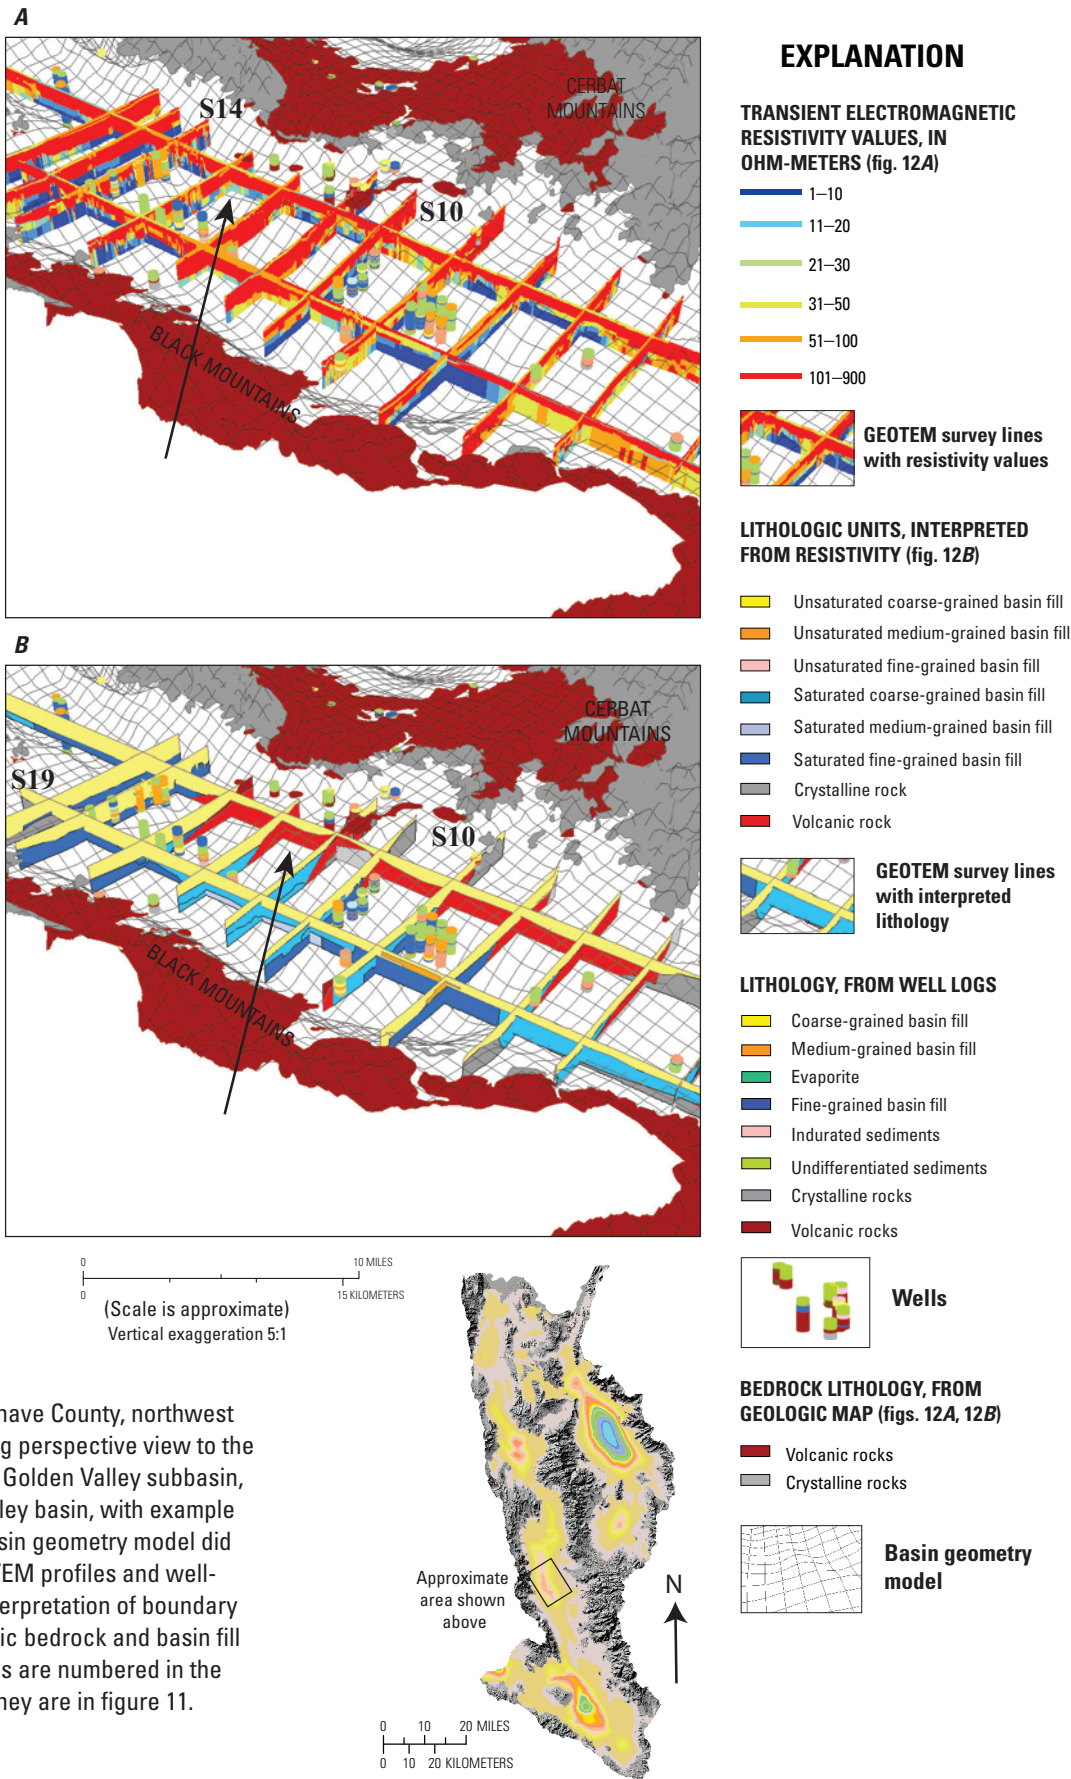 A
S14
CERBAT
MOUNTAINS
S10
BLACK MOUNTAINS
B
CERBAT
MOUNTAINS
S19
S10
BLACK MOUNTAINS
0 10 MILES
0 15 KILOMETERS
(Scale is approximate)
Vertical exaggeration 5:1
EXPLANATION
TRANSIENT ELECTROMAGNETIC
RESISTIVITY VALUES, IN
OHM-METERS (fig. 12A)
1–10
11–20
21–30
31–50
51–100
101–900
GEOTEM survey lines
with resistivity values
LITHOLOGIC UNITS, INTERPRETED
FROM RESISTIVITY (fig. 12B)
Unsaturated coarse-grained basin fill
Unsaturated medium-grained basin fill
Unsaturated fine-grained basin fill
Saturated coarse-grained basin fill
Saturated medium-grained basin fill
Saturated fine-grained basin fill
Crystalline rock
Volcanic rock
GEOTEM survey lines
with interpreted
lithology
LITHOLOGY, FROM WELL LOGS
Coarse-grained basin fill
Medium-grained basin fill
Evaporite
Fine-grained basin fill
Indurated sediments
Undifferentiated sediments
Crystalline rocks
Volcanic rocks
Wells
BEDROCK LITHOLOGY, FROM
GEOLOGIC MAP (figs. 12A, 12B)
Volcanic rocks
Crystalline rocks
Basin geometry
model
have County, northwest
g perspective view to the
Golden Valley subbasin,
ley basin, with example
sin geometry model did
TEM profiles and well-
terpretation of boundary
ic bedrock and basin fill
s are numbered in the
hey are in figure 11.
Approximate
area shown
above
N
0 10 20 MILES
0 10 20 KILOMETERS